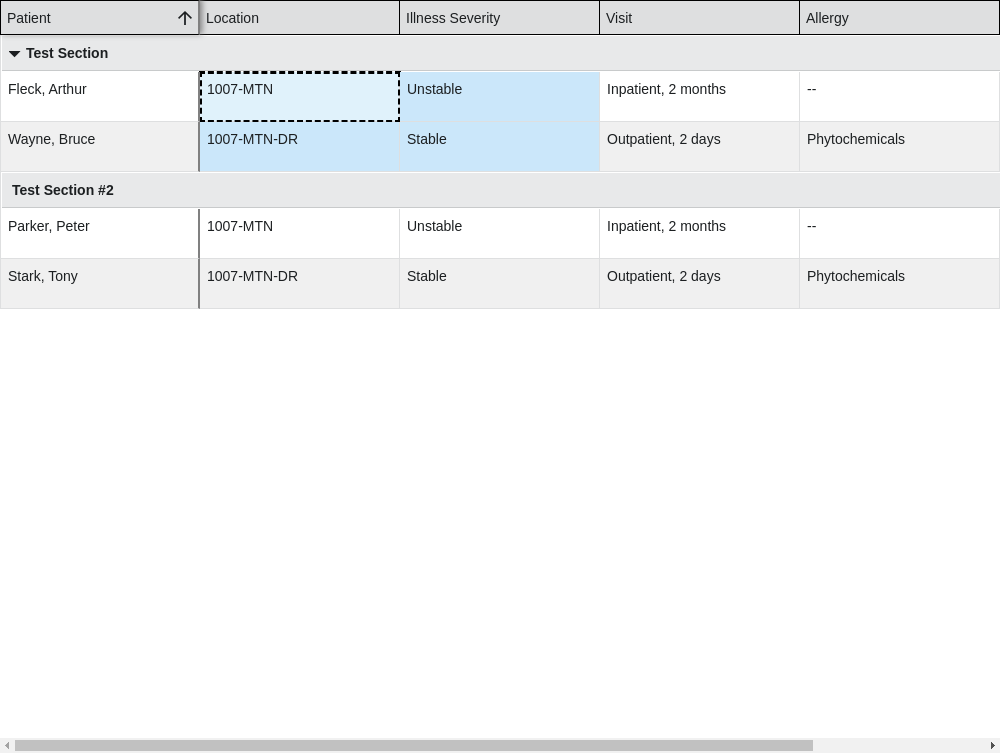 Patient Location Illness Severity Visit Allergy
Test Section
Fleck, Arthur 1007-MTN Unstable Inpatient, 2 months --
Wayne, Bruce 1007-MTN-DR Stable Outpatient, 2 days Phytochemicals
Test Section #2
Parker, Peter 1007-MTN Unstable Inpatient, 2 months --
Stark, Tony 1007-MTN-DR Stable Outpatient, 2 days Phytochemicals